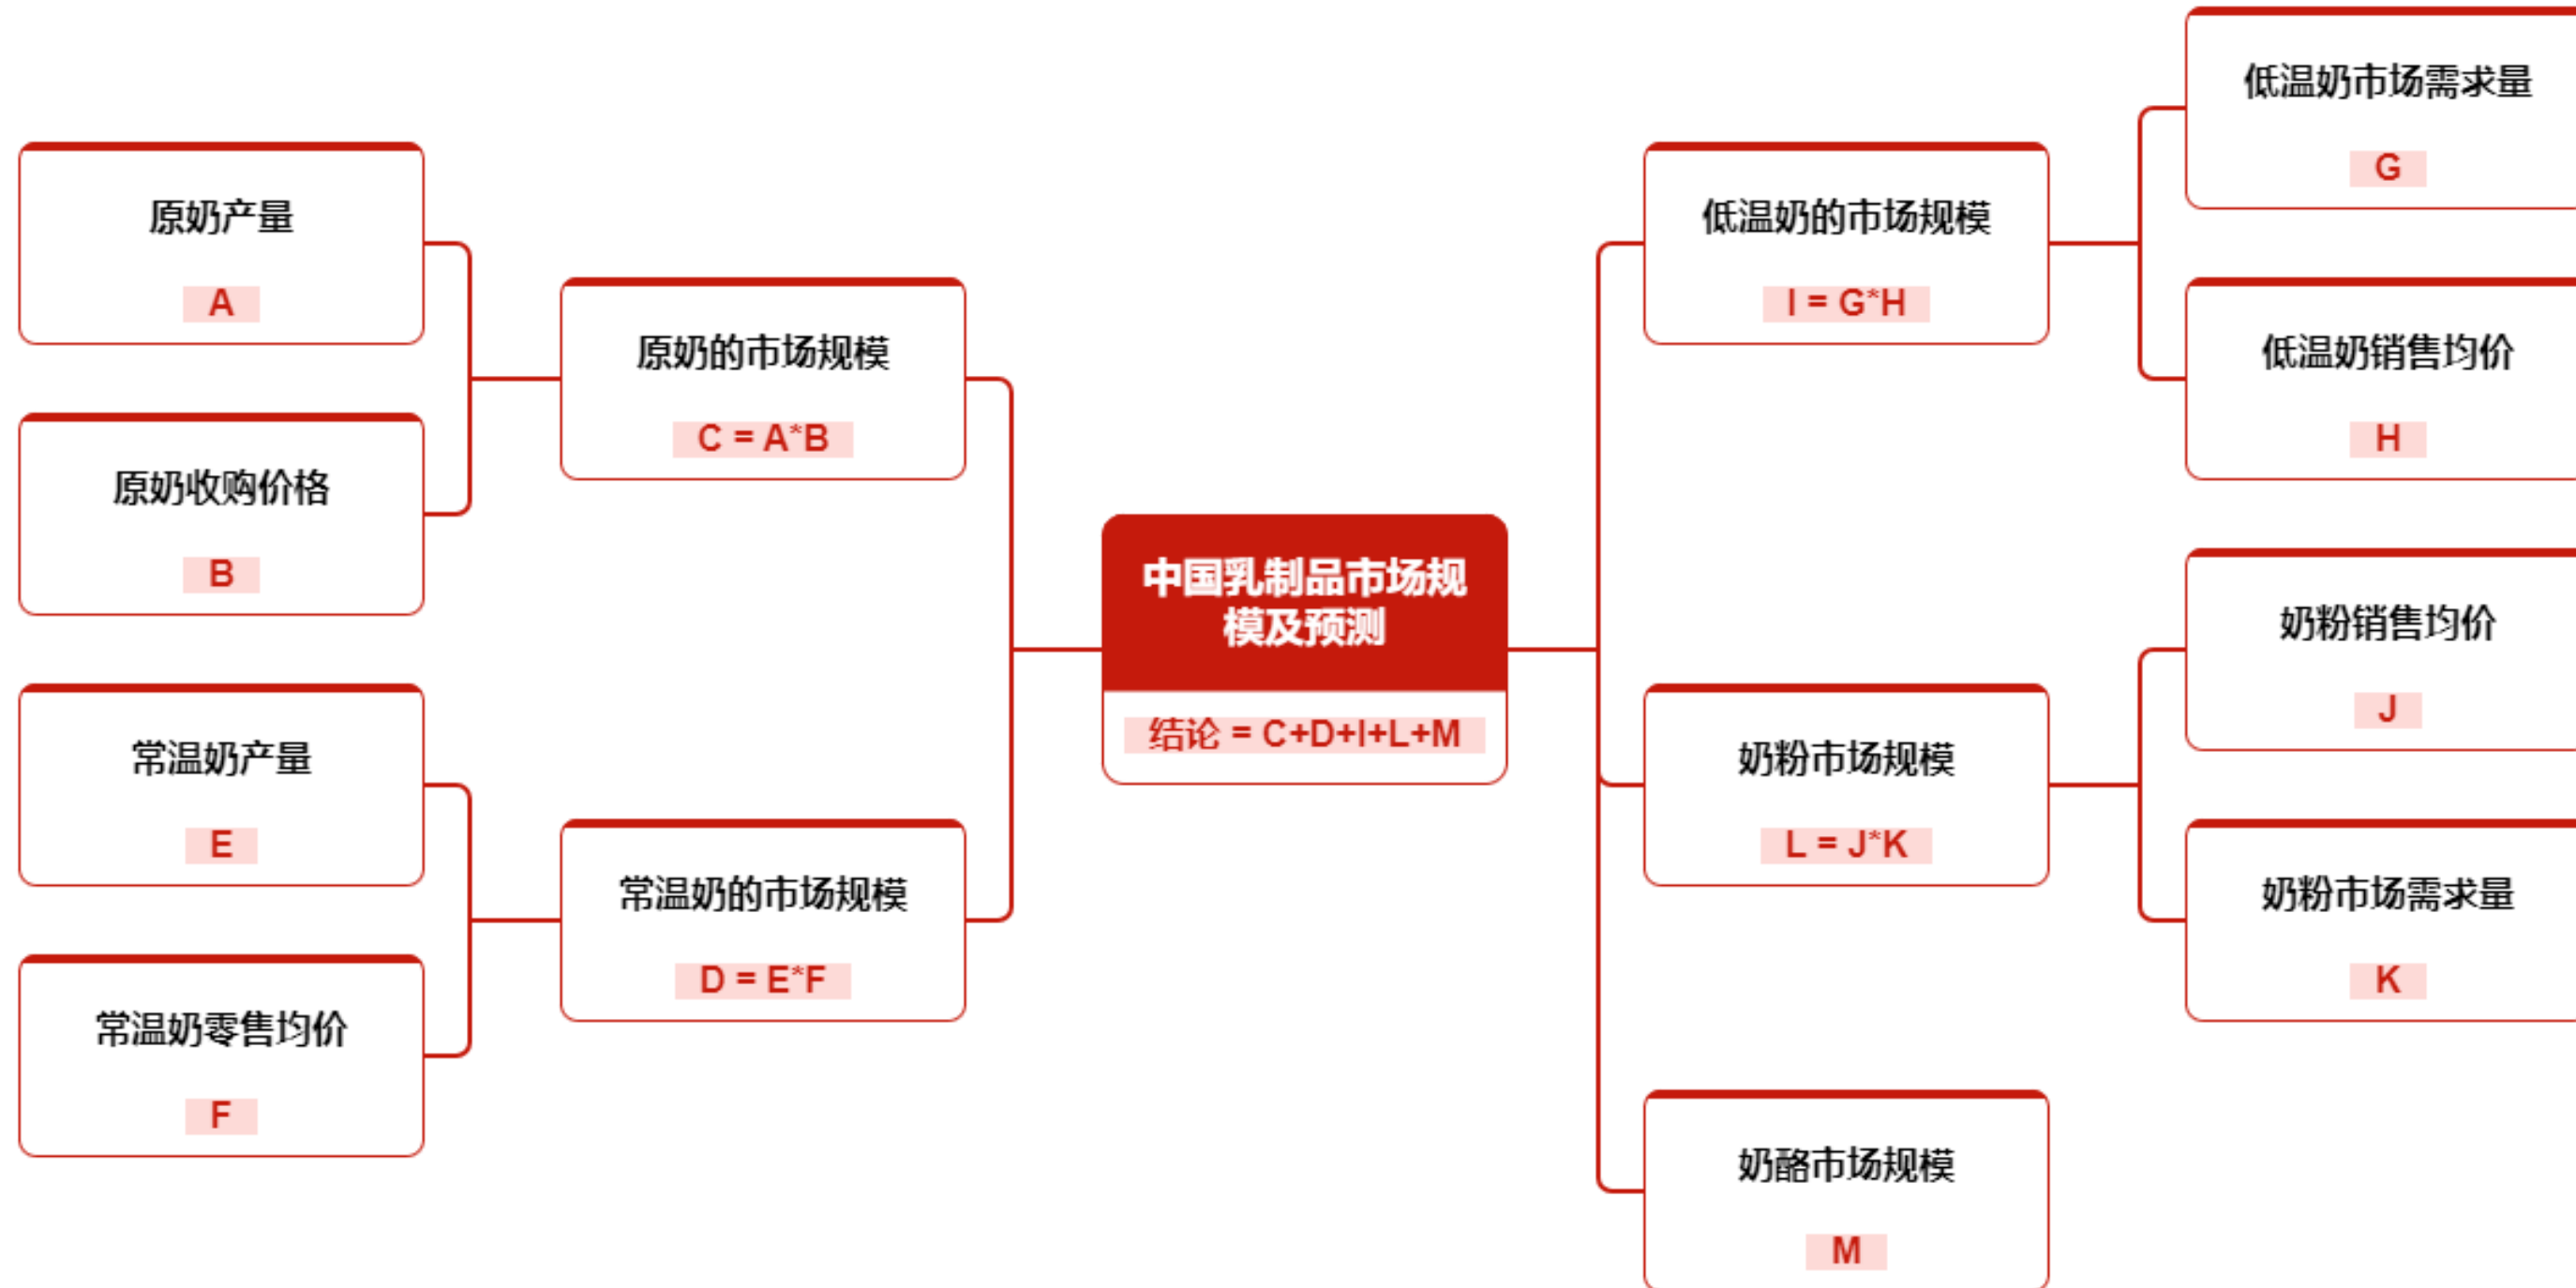 原奶产量
A
原奶收购价格
B
原奶的市场规模
C = A*B
常温奶产量
E
常温奶零售均价
F
常温奶的市场规模
D = E*F
中国乳制品市场规
模及预测
结论 = C+D+I+L+M
低温奶的市场规模
I = G*H
低温奶市场需求量
G
低温奶销售均价
H
奶粉市场规模
L = J*K
奶粉销售均价
J
奶粉市场需求量
K
奶酪市场规模
M